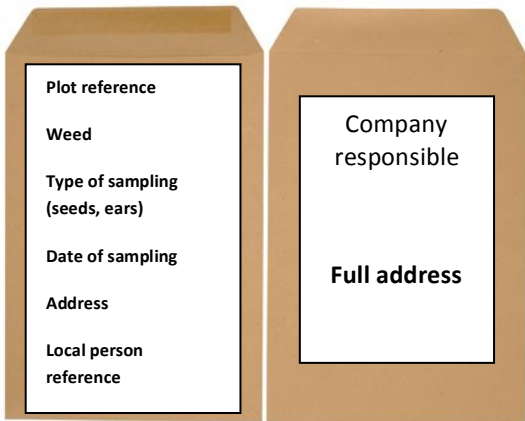 Plot reference
Weed
Type of sampling
(seeds, ears)
Date of sampling
Address
Local person
reference
Company
responsible
Full address